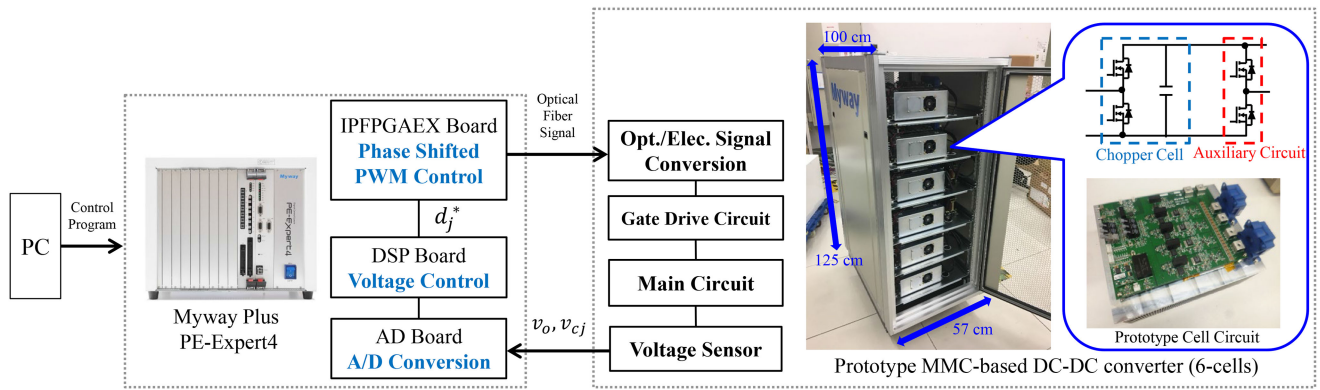 PC
Control
Program
Myway
PE-Expert4
Myway Plus
PE-Expert4
IPFPGAEX Board
Phase Shifted
PWM Control
d_j^*
DSP Board
Voltage Control
AD Board
A/D Conversion
Optical
Fiber
Signal
v_o, v_cj
Opt./Elec. Signal
Conversion
Gate Drive Circuit
Main Circuit
Voltage Sensor
100 cm
125 cm
57 cm
Myway
Chopper Cell
Auxiliary Circuit
Prototype Cell Circuit
Prototype MMC-based DC-DC converter (6-cells)